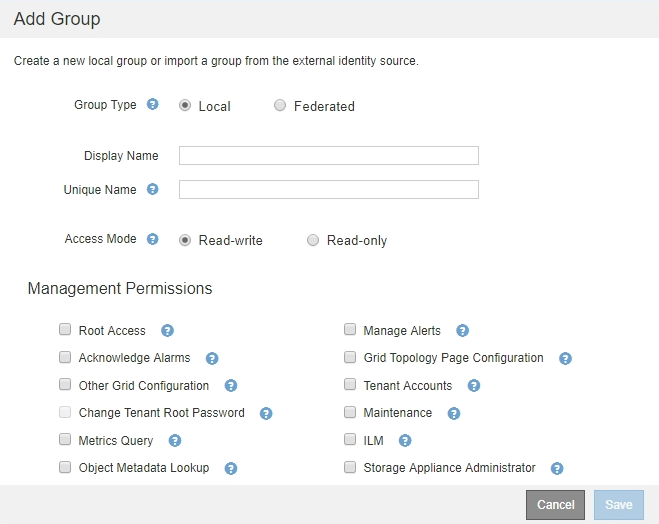 Add Group
Create a new local group or import a group from the external identity source.
Group Type ? Local Federated
Display Name
Unique Name ?
Access Mode ? Read-write Read-only
Management Permissions
Root Access ? Manage Alerts ?
Acknowledge Alarms ? Grid Topology Page Configuration ?
Other Grid Configuration ? Tenant Accounts ?
Change Tenant Root Password ? Maintenance ?
Metrics Query ? ILM ?
Object Metadata Lookup ? Storage Appliance Administrator ?
Cancel Save